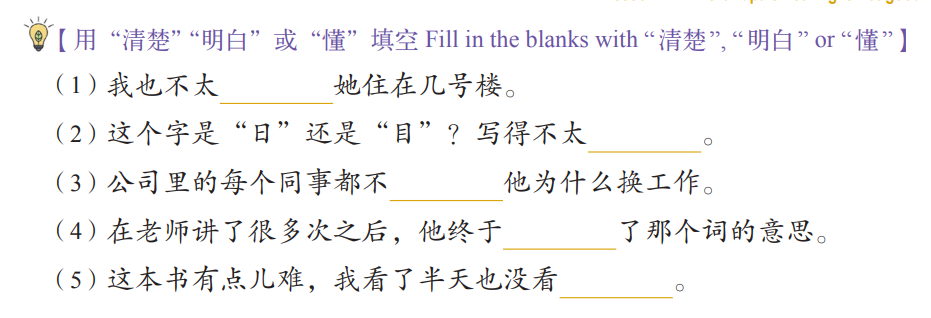 【用“清楚”“明白”或“懂”填空 Fill in the blanks with “清楚”, “明白” or “懂”】
（1）我也不太________她住在几号楼。
（2）这个字是“日”还是“目”？写得不太________。
（3）公司里的每个同事都不________他为什么换工作。
（4）在老师讲了很多次之后，他终于________了那个词的意思。
（5）这本书有点儿难，我看了半天也没看________。